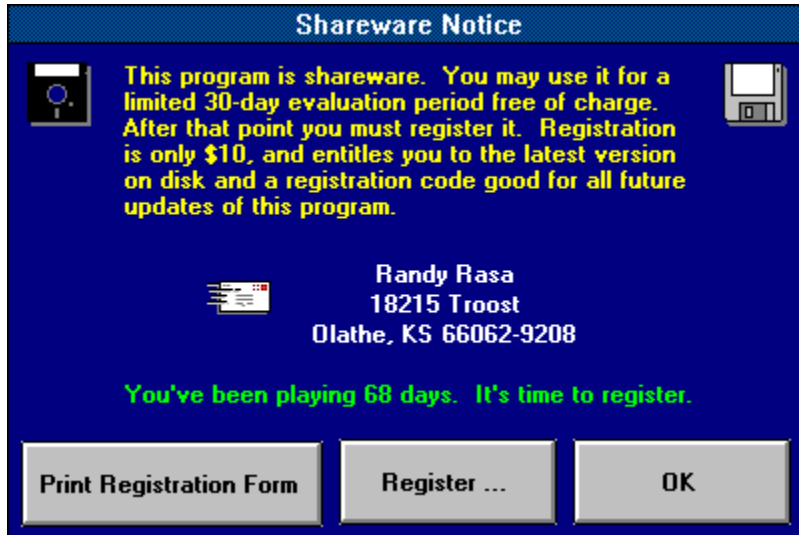 Shareware Notice
This program is shareware.  You may use it for a
limited 30-day evaluation period free of charge.
After that point you must register it.  Registration
is only $10, and entitles you to the latest version
on disk and a registration code good for all future
updates of this program.
Randy Rasa
18215 Troost
Olathe, KS 66062-9208
You've been playing 68 days.  It's time to register.
Print Registration Form
Register ...
OK